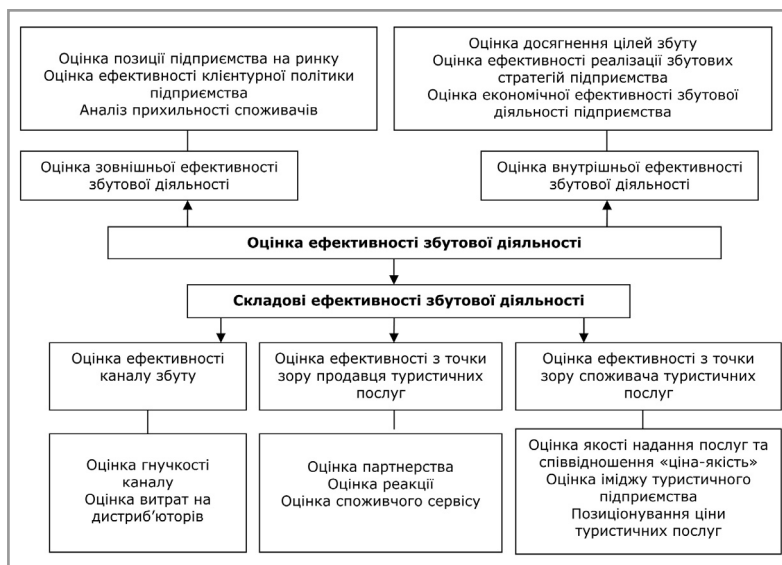 Оцінка позиції підприємства на ринку
Оцінка ефективності клієнтурної політики
підприємства
Аналіз прихильності споживачів
Оцінка досягнення цілей збуту
Оцінка ефективності реалізації збутових
стратегій підприємства
Оцінка економічної ефективності збутової
діяльності підприємства
Оцінка зовнішньої ефективності
збутової діяльності
Оцінка внутрішньої ефективності
збутової діяльності
Оцінка ефективності збутової діяльності
Складові ефективності збутової діяльності
Оцінка ефективності
каналу збуту
Оцінка ефективності з точки
зору продавця туристичних
послуг
Оцінка ефективності з точки
зору споживача туристичних
послуг
Оцінка гнучкості
каналу
Оцінка витрат на
дистриб’юторів
Оцінка партнерства
Оцінка реакції
Оцінка споживчого сервісу
Оцінка якості надання послуг та
співвідношення «ціна-якість»
Оцінка іміджу туристичного
підприємства
Позиціонування ціни
туристичних послуг